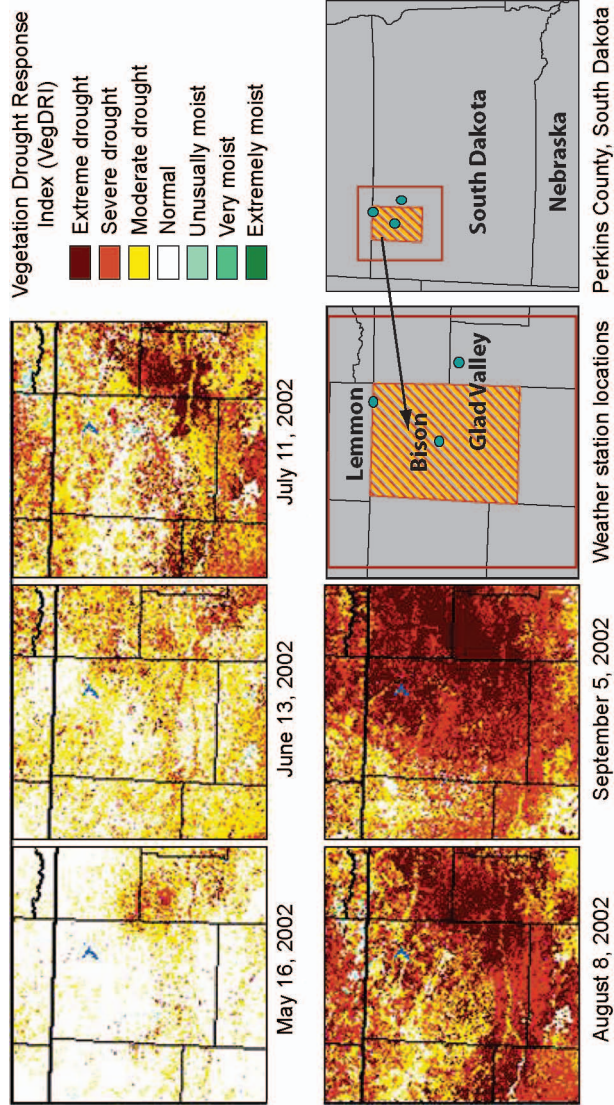 May 16, 2002
June 13, 2002
July 11, 2002
Vegetation Drought Response
Index (VegDRI)
Extreme drought
Severe drought
Moderate drought
Normal
Unusually moist
Very moist
Extremely moist
August 8, 2002
September 5, 2002
Lemmon
Bison
Glad Valley
Weather station locations
South Dakota
Nebraska
Perkins County, South Dakota